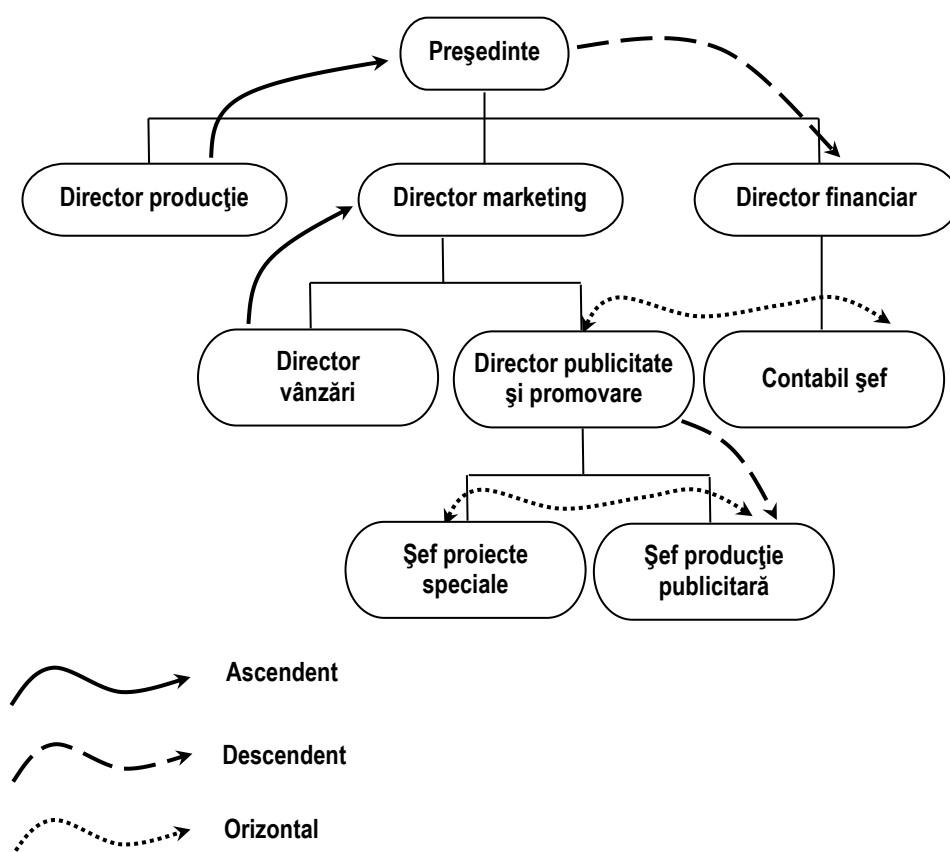 Preşedinte
Director producţie
Director marketing
Director financiar
Director
vânzări
Director publicitate
şi promovare
Contabil şef
Şef proiecte
speciale
Şef producţie
publicitară
Ascendent
Descendent
Orizontal